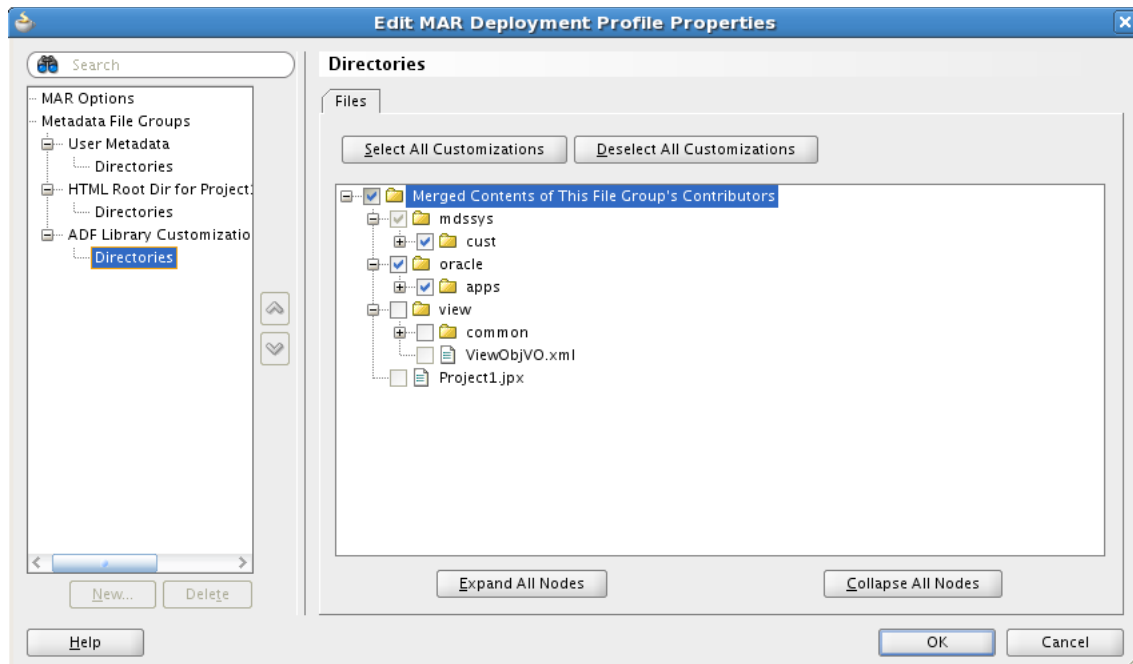 Edit MAR Deployment Profile Properties
Search
MAR Options
Metadata File Groups
User Metadata
Directories
HTML Root Dir for Project
Directories
ADF Library Customizatio
Directories
New...
Delete
Directories
Files
Select All Customizations
Deselect All Customizations
Merged Contents of This File Group's Contributors
mdssys
cust
oracle
apps
view
common
ViewObjVO.xml
Project1.jpx
Expand All Nodes
Collapse All Nodes
Help
OK
Cancel